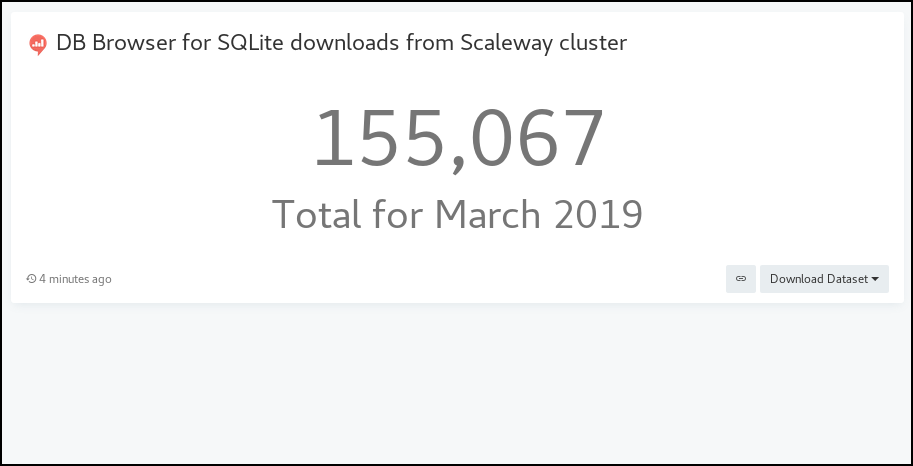 DB Browser for SQLite downloads from Scaleway cluster
155,067
Total for March 2019
4 minutes ago
Download Dataset